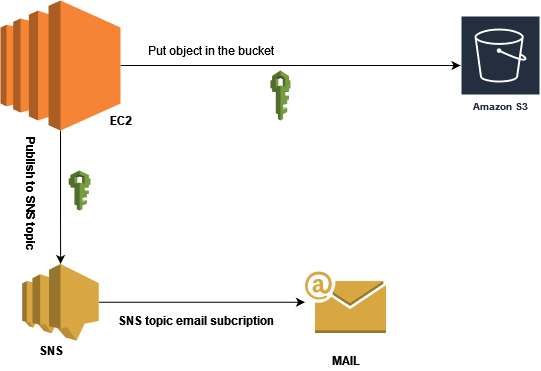 Put object in the bucket
Amazon S3
EC2
Publish to SNS topic
@
SNS topic email subcription
SNS
MAIL